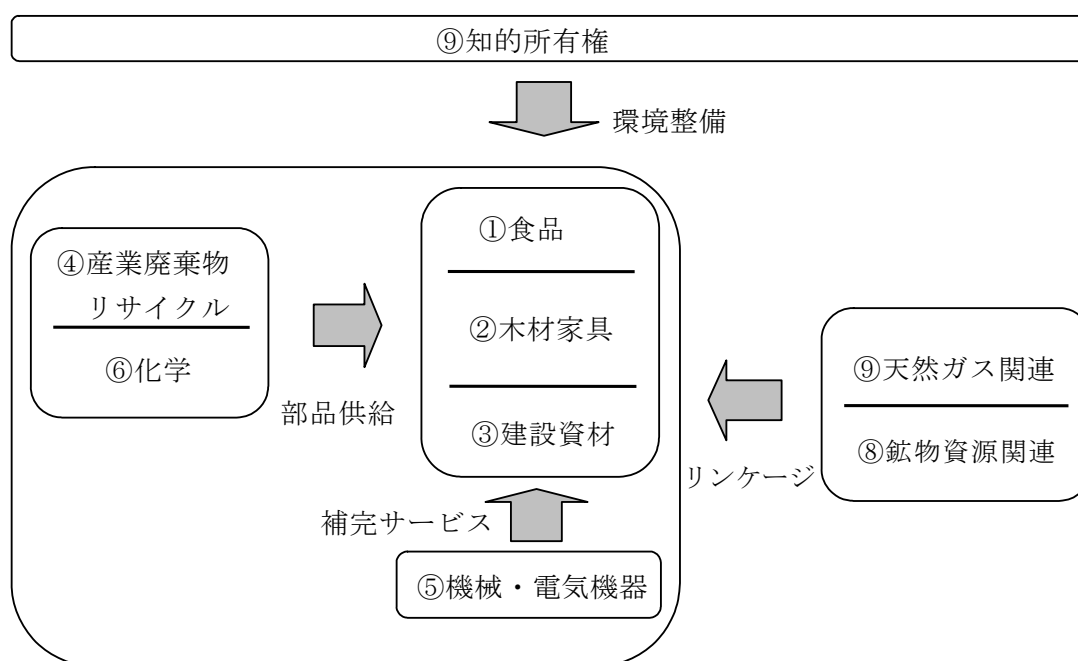 ⑨知的所有権
環境整備
①食品
④産業廃棄物
リサイクル
②木材家具
⑥化学
⑨天然ガス関連
部品供給
③建設資材
⑧鉱物資源関連
リンケージ
補完サービス
⑤機械・電気機器